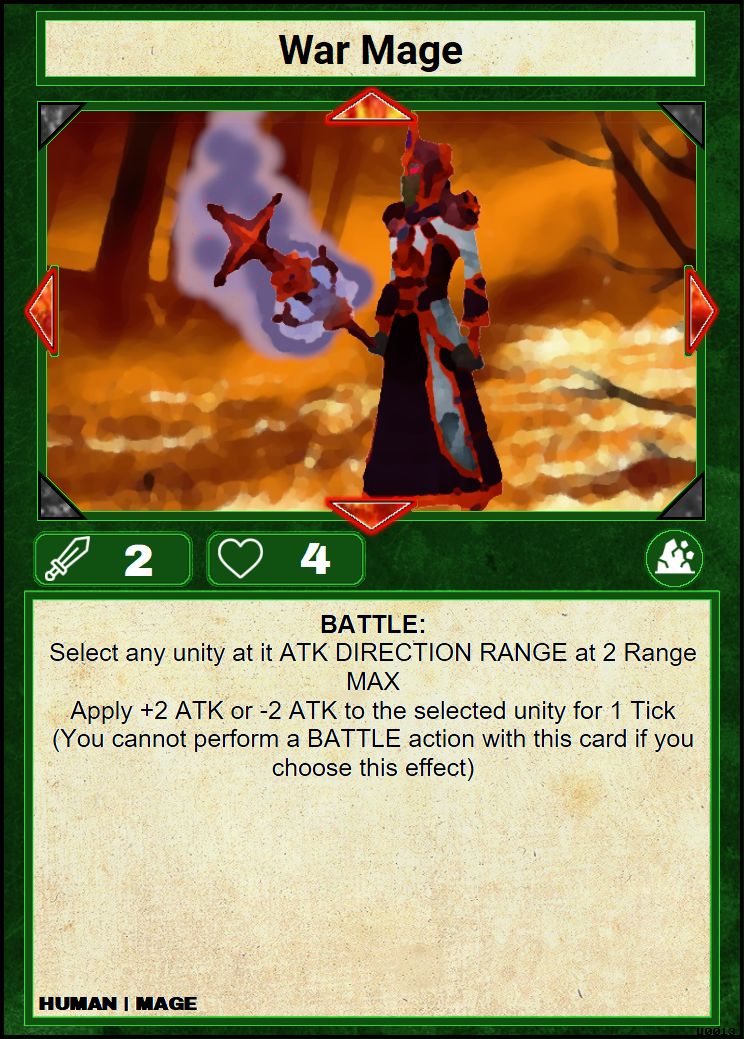 War Mage
2
4
BATTLE:
Select any unity at it ATK DIRECTION RANGE at 2 Range
MAX
Apply +2 ATK or -2 ATK to the selected unity for 1 Tick
(You cannot perform a BATTLE action with this card if you
choose this effect)
HUMAN | MAGE
U0013